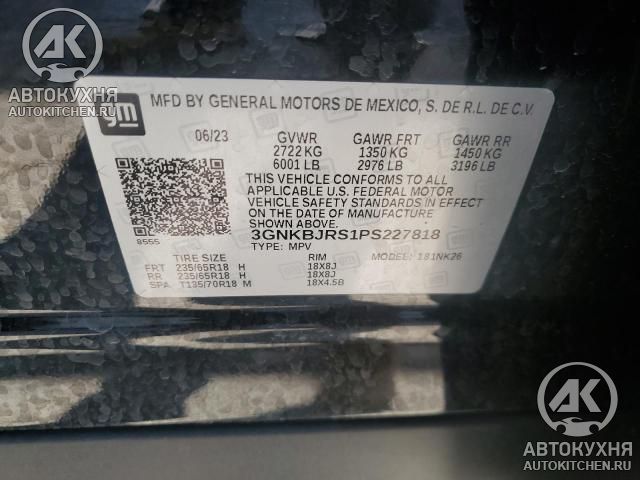 AK
АВТОКУХНЯ
AUTOKITCHEN.RU
gm
MFD BY GENERAL MOTORS DE MEXICO, S. DE R.L. DE C.V.
06/23 GVWR GAWR FRT GAWR RR
2722 KG 1350 KG 1450 KG
6001 LB 2976 LB 3196 LB
THIS VEHICLE CONFORMS TO ALL
APPLICABLE U.S. FEDERAL MOTOR
VEHICLE SAFETY STANDARDS IN
EFFECT ON THE DATE OF MANUFACTURE
SHOWN ABOVE.
8555
3GNKBJRS1PS227818
TYPE: MPV MODEL: 181NK26
TIRE SIZE RIM
FRT 235/65R18 H 18X8J
RR 235/65R18 H 18X8J
SPA T135/70R18 M 18X4.5B
AK
АВТОКУХНЯ
AUTOKITCHEN.RU